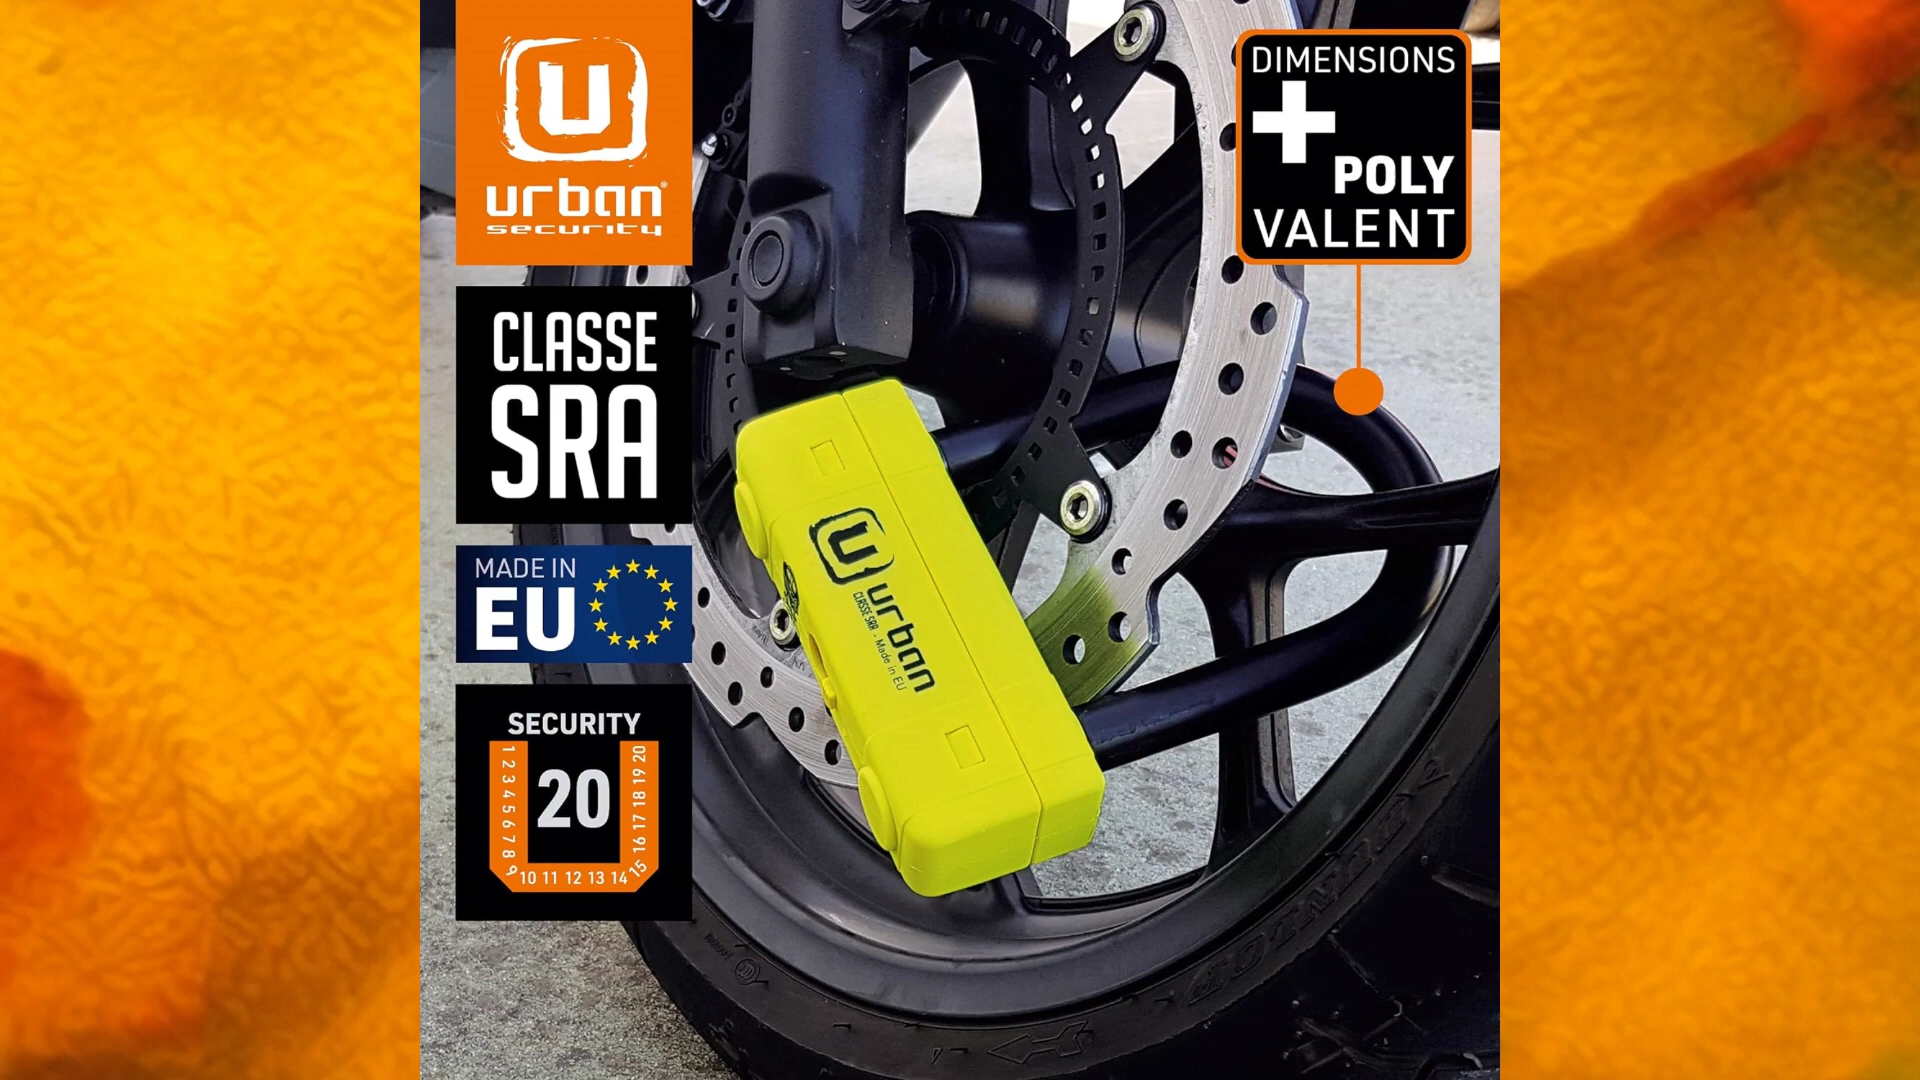 U
urban®
security
CLASSE
SRA
MADE IN
EU
SECURITY
20
1 2 3 4 5 6 7 8 9 10 11 12 13 14 15 16 17 18 19 20
DIMENSIONS
+ POLY
VALENT
U urban
CLASSE SRA - Made in EU